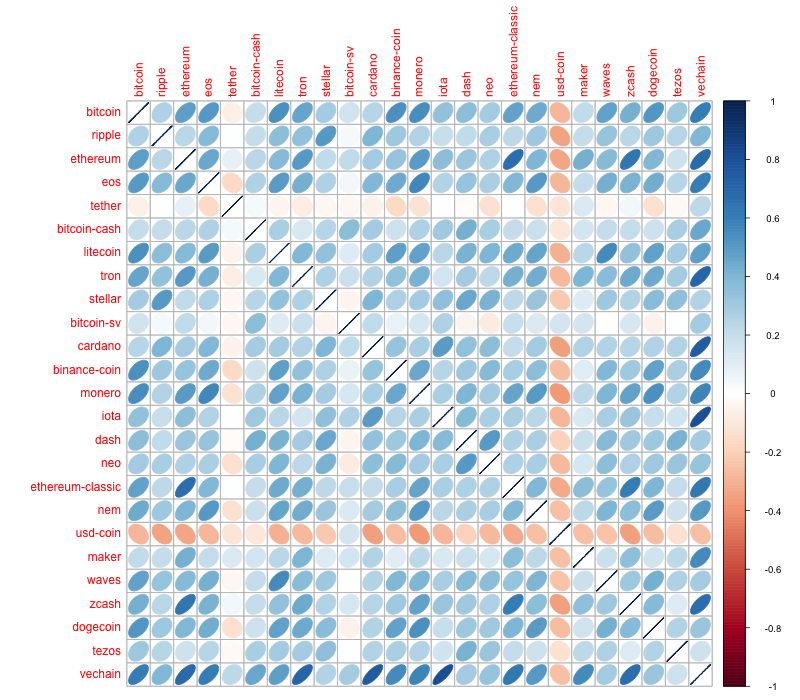 bitcoin
ripple
ethereum
eos
tether
bitcoin-cash
litecoin
tron
stellar
bitcoin-sv
cardano
binance-coin
monero
iota
dash
neo
ethereum-classic
nem
usd-coin
maker
waves
zcash
dogecoin
tezos
vechain
bitcoin
ripple
ethereum
eos
tether
bitcoin-cash
litecoin
tron
stellar
bitcoin-sv
cardano
binance-coin
monero
iota
dash
neo
ethereum-classic
nem
usd-coin
maker
waves
zcash
dogecoin
tezos
vechain
1
0.8
0.6
0.4
0.2
0
-0.2
-0.4
-0.6
-0.8
-1